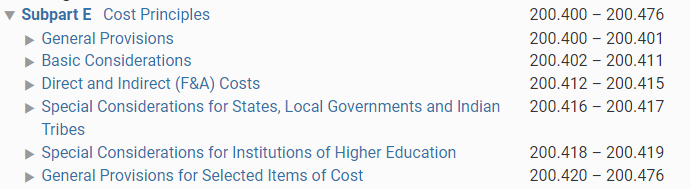 Subpart E Cost Principles 200.400 – 200.476
General Provisions 200.400 – 200.401
Basic Considerations 200.402 – 200.411
Direct and Indirect (F&A) Costs 200.412 – 200.415
Special Considerations for States, Local Governments and Indian 200.416 – 200.417
Tribes
Special Considerations for Institutions of Higher Education 200.418 – 200.419
General Provisions for Selected Items of Cost 200.420 – 200.476